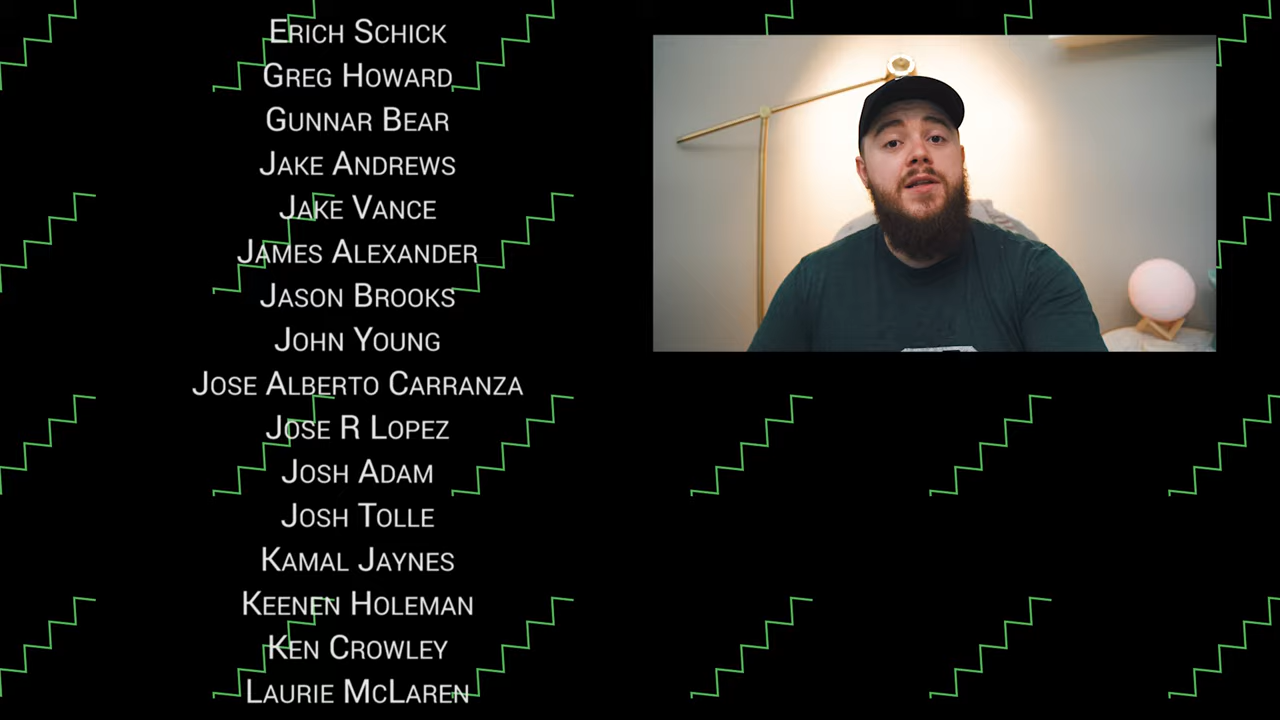 Erich Schick
Greg Howard
Gunnar Bear
Jake Andrews
Jake Vance
James Alexander
Jason Brooks
John Young
Jose Alberto Carranza
Jose R Lopez
Josh Adam
Josh Tolle
Kamal Jaynes
Keenen Holeman
Ken Crowley
Laurie McLaren